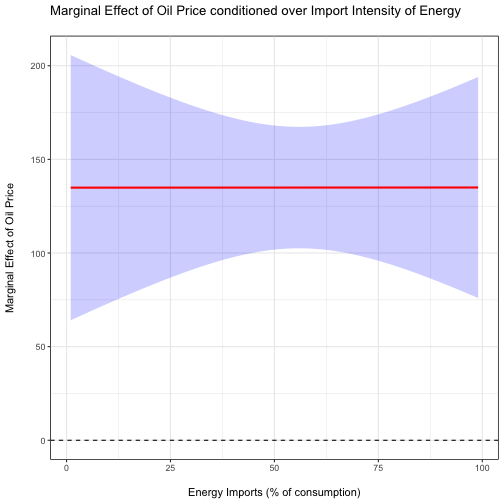 Marginal Effect of Oil Price conditioned over Import Intensity of Energy
Marginal Effect of Oil Price
200
150
100
50
0
0 25 50 75 100
Energy Imports (% of consumption)